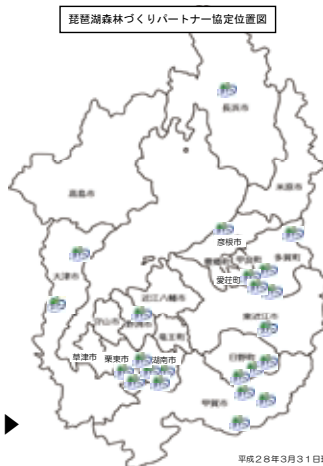 琵琶湖森林づくりパートナー協定位置図
長浜市
高島市
米原市
彦根市
多賀町
甲良町
愛荘町
大津市
近江八幡市
東近江市
守山市
野洲市
竜王町
草津市
栗東市
湖南市
日野町
甲賀市
平成28年3月31日現